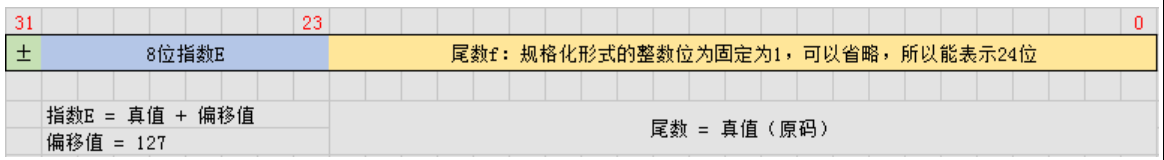 31 23 0
± 8位指数E 尾数f：规格化形式的整数位为固定为1，可以省略，所以能表示24位
指数E = 真值 + 偏移值
偏移值 = 127
尾数 = 真值（原码）